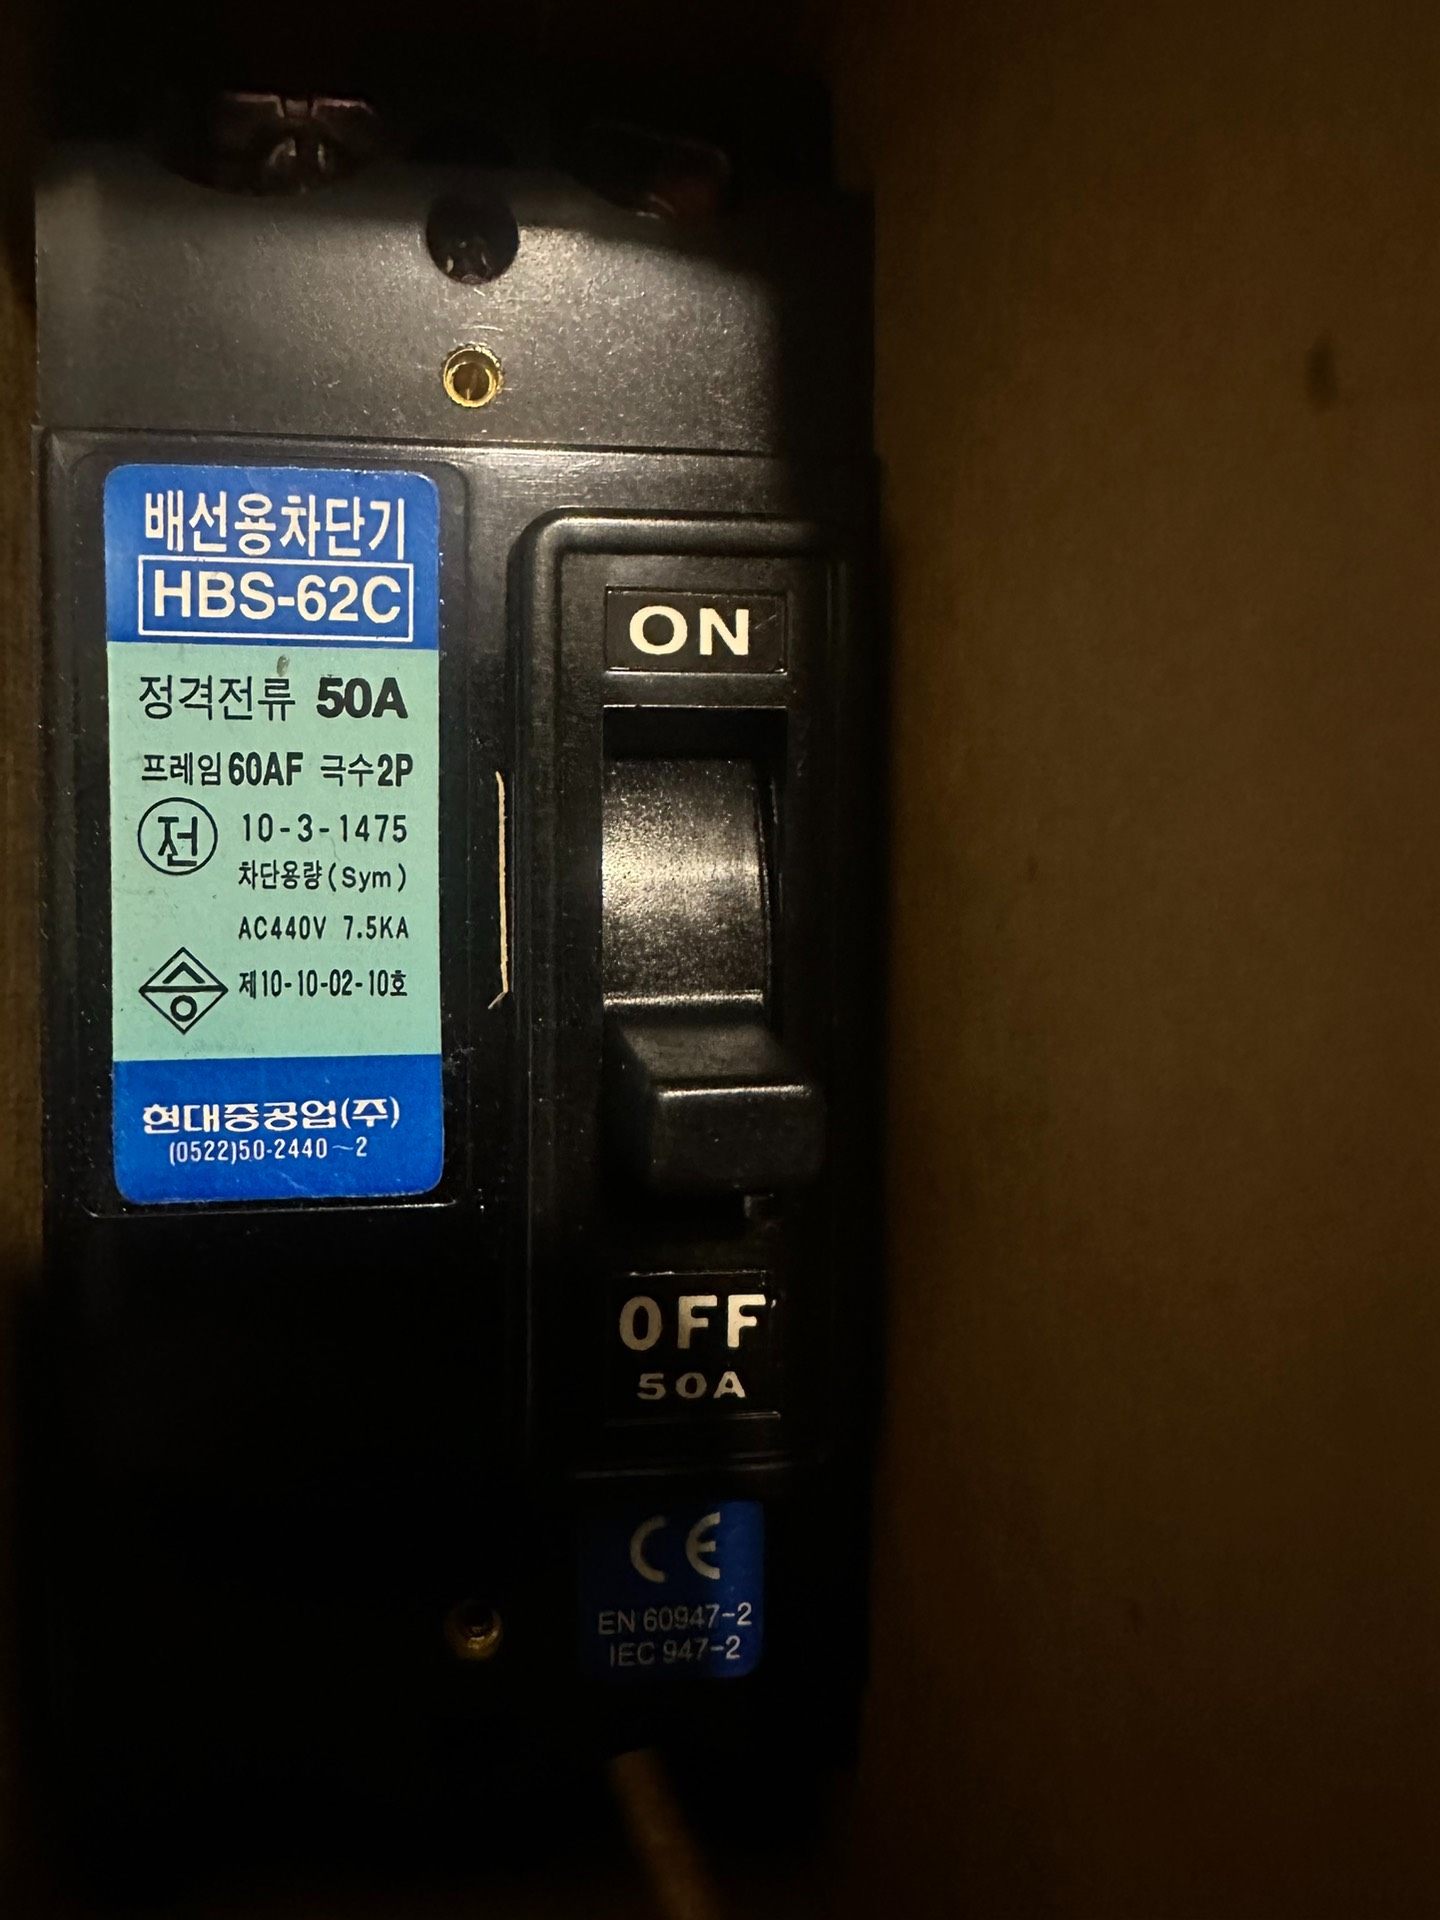 배선용차단기
HBS-62C
정격전류 50A
프레임 60AF 극수 2P
전 10-3-1475
차단용량(Sym)
AC440V 7.5KA
승 제10-10-02-10호
현대중공업(주)
(0522)50-2440~2
ON
OFF
50A
CE
EN 60947-2
IEC 947-2